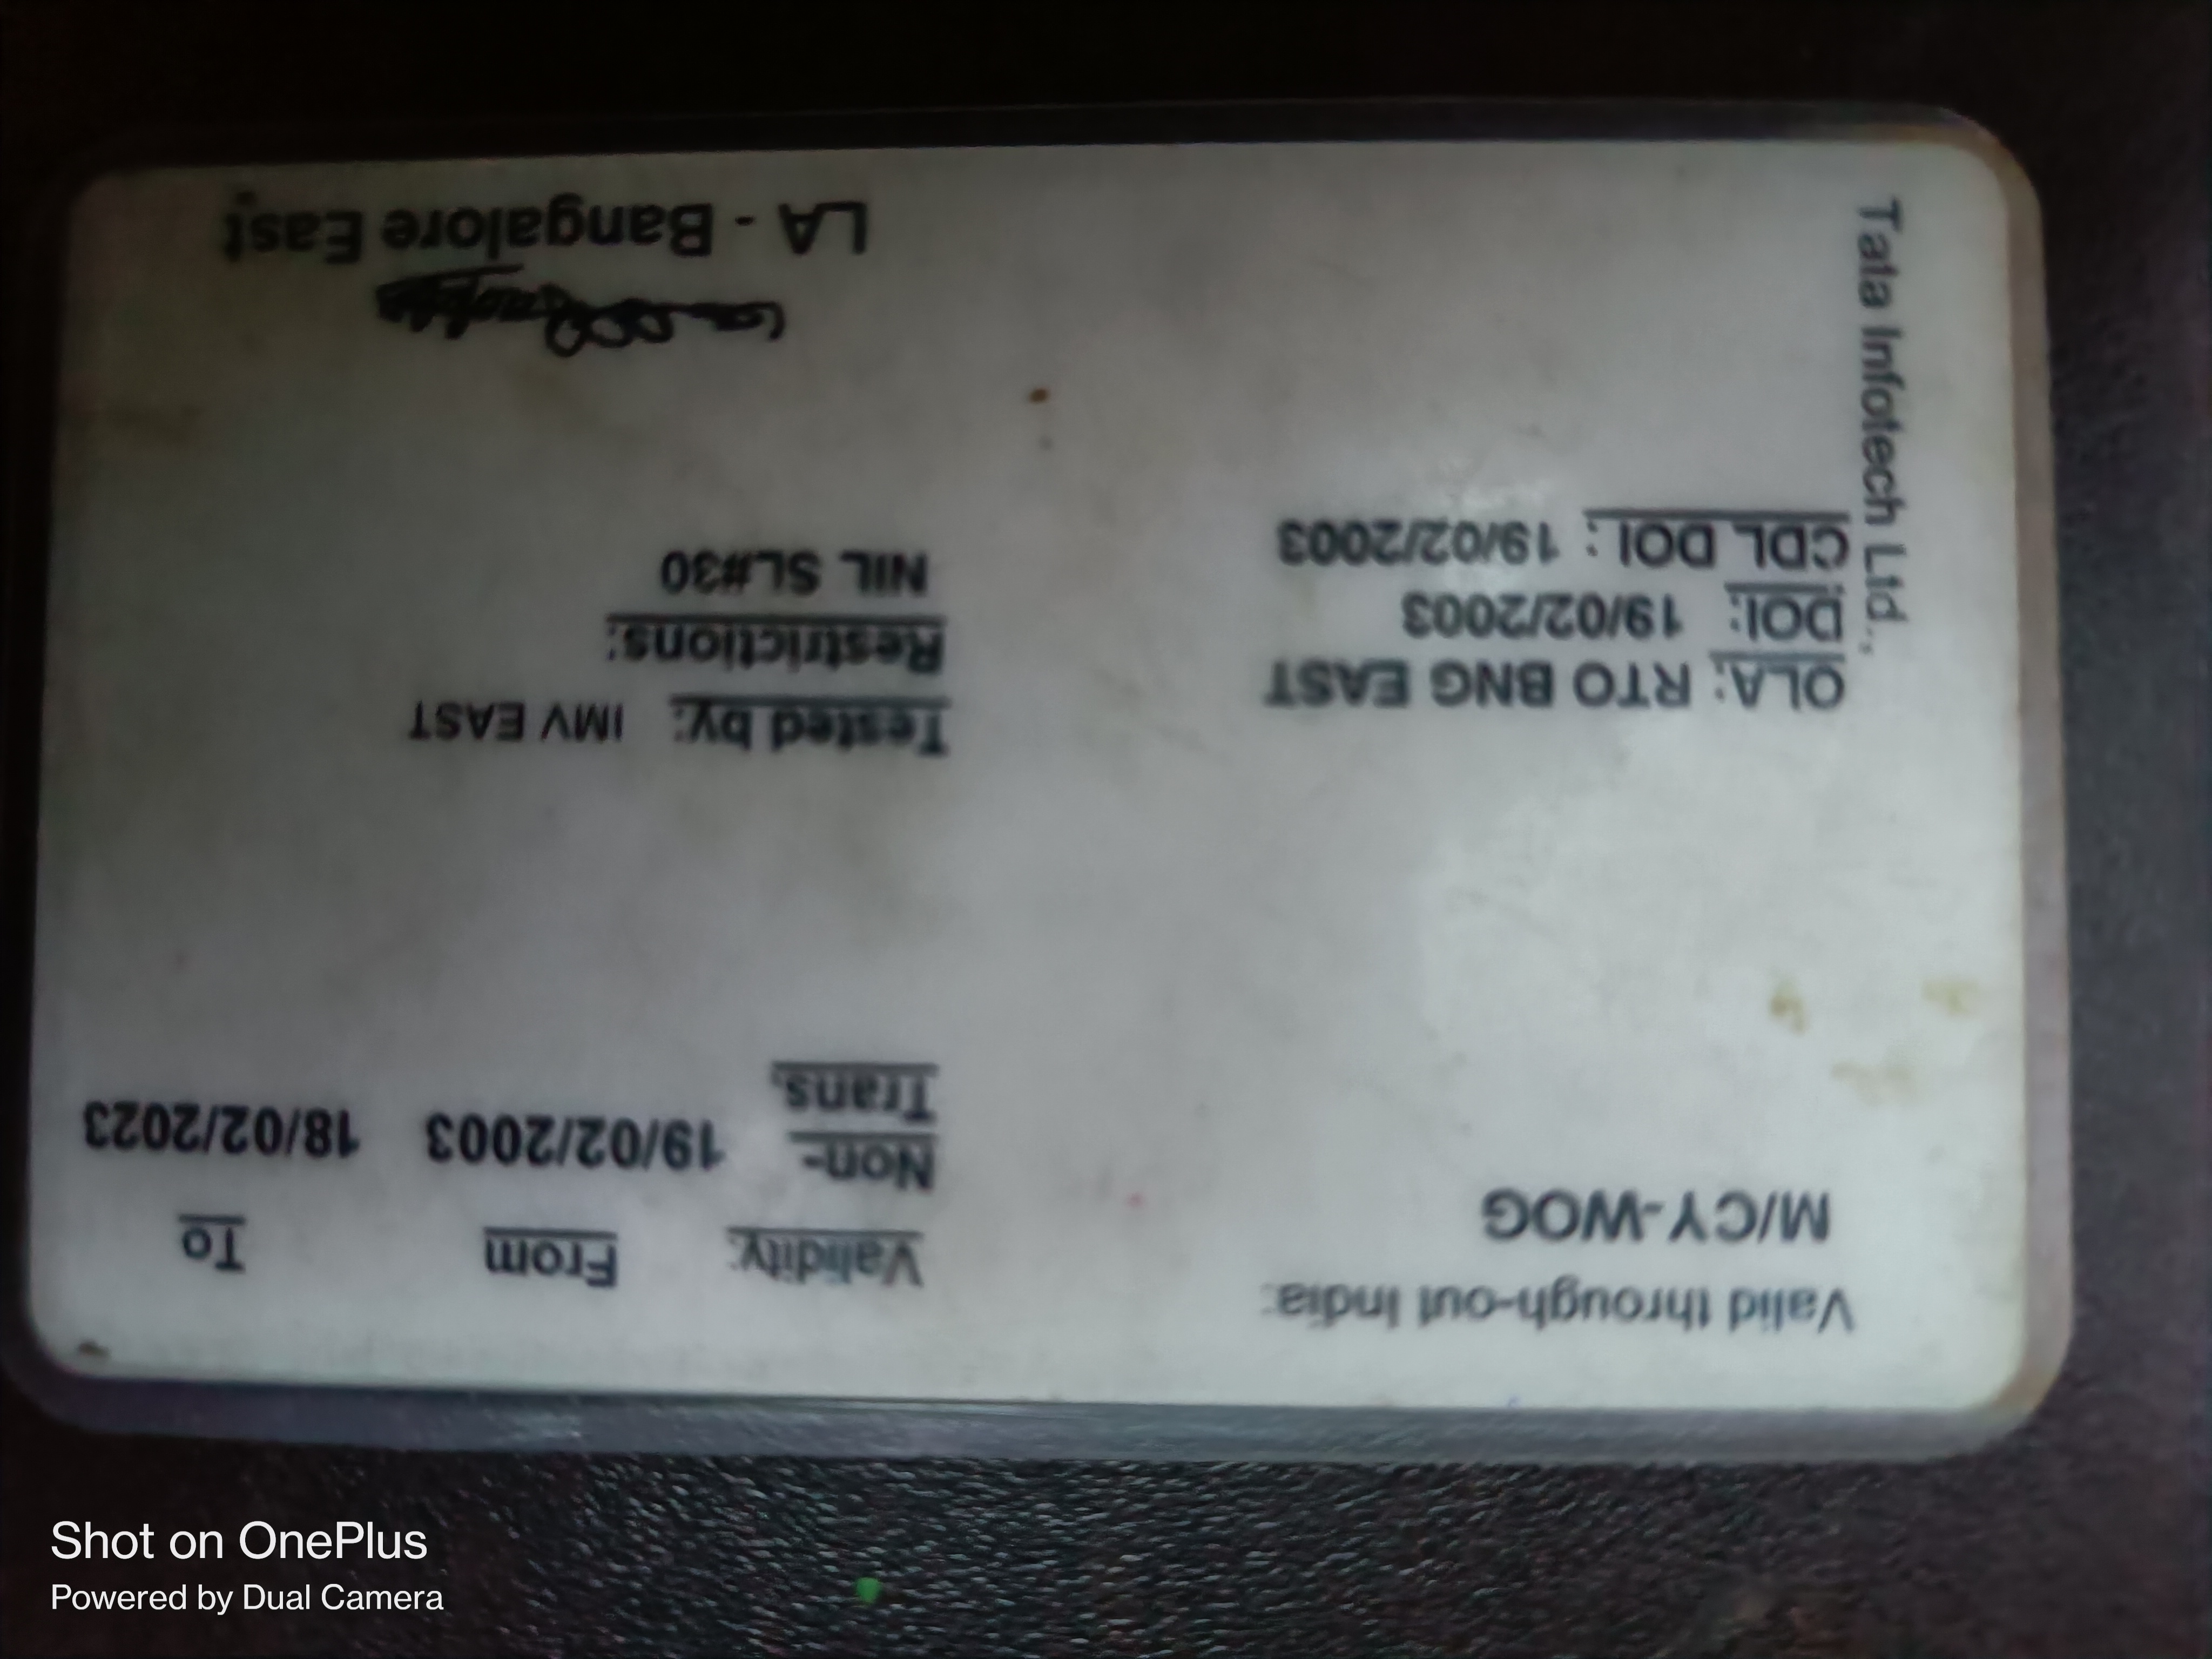 Valid through-out India:
M/CY-WOG
OLA: RTO BNG EAST
DOI: 19/02/2003
CDL DOI: 19/02/2003
Tata Infotech Ltd.,
Validity: From To
Non-
Trans. 19/02/2003 18/02/2023
Tested by: IMV EAST
Restrictions:
NIL SL#30
LA - Bangalore East
Shot on OnePlus
Powered by Dual Camera